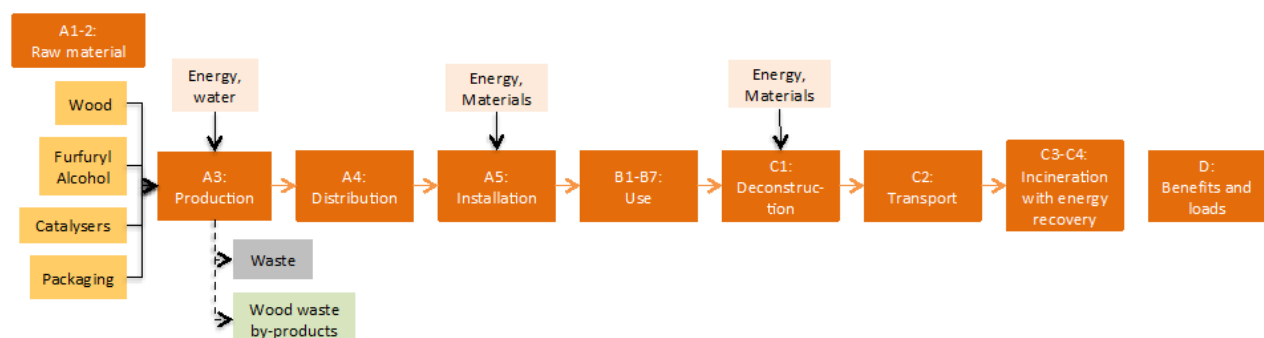 A1-2:
Raw material
Wood
Furfuryl
Alcohol
Catalysers
Packaging
Energy,
water
A3:
Production
Waste
Wood waste
by-products
A4:
Distribution
Energy,
Materials
A5:
Installation
B1-B7:
Use
Energy,
Materials
C1:
Deconstruc-
tion
C2:
Transport
C3-C4:
Incineration
with energy
recovery
D:
Benefits and
loads